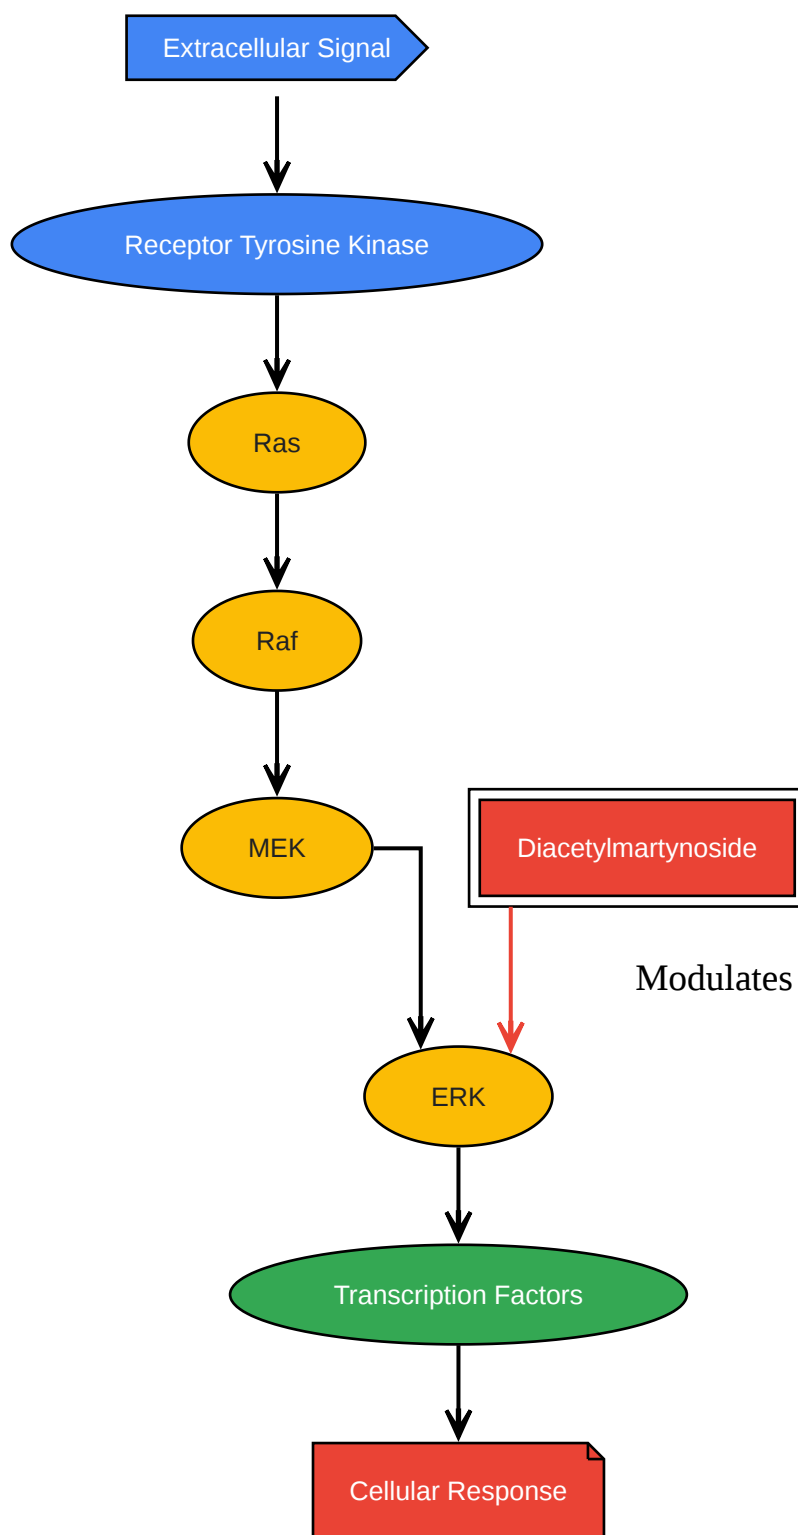 Extracellular Signal
Receptor Tyrosine Kinase
Ras
Raf
MEK
Diacetylmartynoside
Modulates
ERK
Transcription Factors
Cellular Response